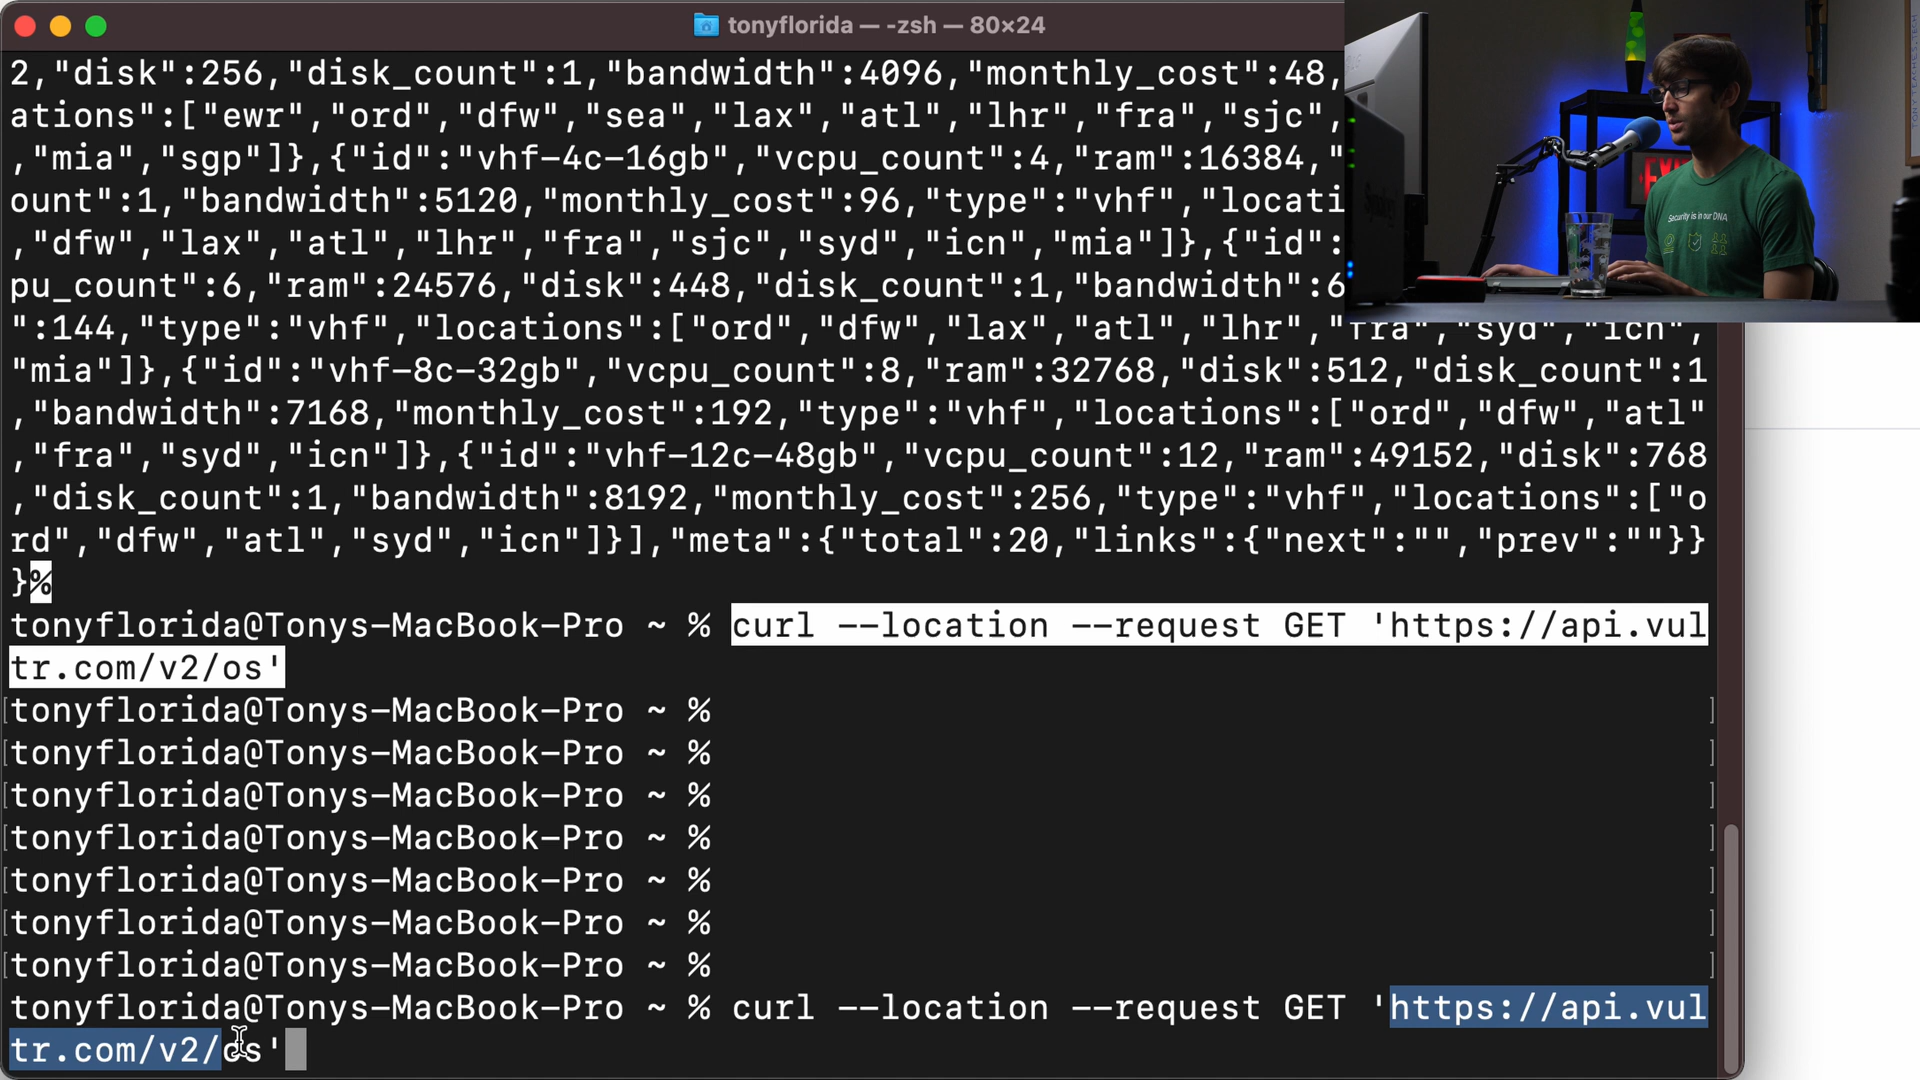 tonyflorida — -zsh — 80×24
2,"disk":256,"disk_count":1,"bandwidth":4096,"monthly_cost":48,
ations":["ewr","ord","dfw","sea","lax","atl","lhr","fra","sjc",
,"mia","sgp"]},{"id":"vhf-4c-16gb","vcpu_count":4,"ram":16384,"
ount":1,"bandwidth":5120,"monthly_cost":96,"type":"vhf","locati
,"dfw","lax","atl","lhr","fra","sjc","syd","icn","mia"]},{"id":
pu_count":6,"ram":24576,"disk":448,"disk_count":1,"bandwidth":6
":144,"type":"vhf","locations":["ord","dfw","lax","atl","lhr","fra","syd","icn",
"mia"]},{"id":"vhf-8c-32gb","vcpu_count":8,"ram":32768,"disk":512,"disk_count":1
,"bandwidth":7168,"monthly_cost":192,"type":"vhf","locations":["ord","dfw","atl"
,"fra","syd","icn"]},{"id":"vhf-12c-48gb","vcpu_count":12,"ram":49152,"disk":768
,"disk_count":1,"bandwidth":8192,"monthly_cost":256,"type":"vhf","locations":["o
rd","dfw","atl","syd","icn"]}],"meta":{"total":20,"links":{"next":"","prev":""}}
}%
tonyflorida@Tonys-MacBook-Pro ~ % curl --location --request GET 'https://api.vul
tr.com/v2/os'
[tonyflorida@Tonys-MacBook-Pro ~ % ]
[tonyflorida@Tonys-MacBook-Pro ~ % ]
[tonyflorida@Tonys-MacBook-Pro ~ % ]
[tonyflorida@Tonys-MacBook-Pro ~ % ]
[tonyflorida@Tonys-MacBook-Pro ~ % ]
[tonyflorida@Tonys-MacBook-Pro ~ % ]
[tonyflorida@Tonys-MacBook-Pro ~ % ]
tonyflorida@Tonys-MacBook-Pro ~ % curl --location --request GET 'https://api.vul
tr.com/v2/os'
Security is in our DNA